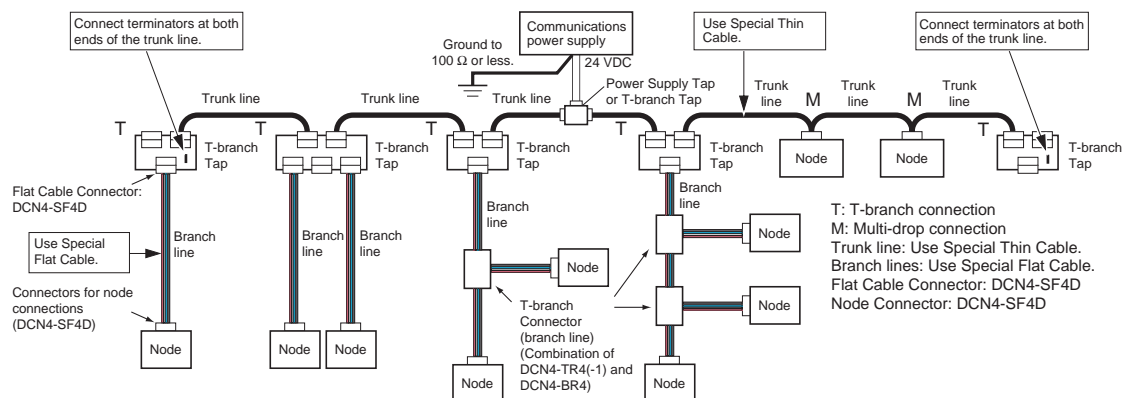 Connect terminators at both
ends of the trunk line.
Communications
power supply
Ground to
100 Ω or less.
24 VDC
Use Special Thin
Cable.
Connect terminators at both
ends of the trunk line.
Power Supply Tap
or T-branch Tap
Trunk line
Trunk line
Trunk line
Trunk
line
M
Trunk
line
M
Trunk
line
T
T
T
T
T
T-branch
Tap
T-branch
Tap
T-branch
Tap
T-branch
Tap
Node
Node
T-branch
Tap
Flat Cable Connector:
DCN4-SF4D
Use Special
Flat Cable.
Branch
line
Branch
line
Branch
line
Branch
line
Branch
line
Connectors for node
connections
(DCN4-SF4D)
Node
Node
Node
Node
Node
Node
Node
Node
Node
T-branch
Connector
(branch line)
(Combination of
DCN4-TR4(-1) and
DCN4-BR4)
T: T-branch connection
M: Multi-drop connection
Trunk line: Use Special Thin Cable.
Branch lines: Use Special Flat Cable.
Flat Cable Connector: DCN4-SF4D
Node Connector: DCN4-SF4D